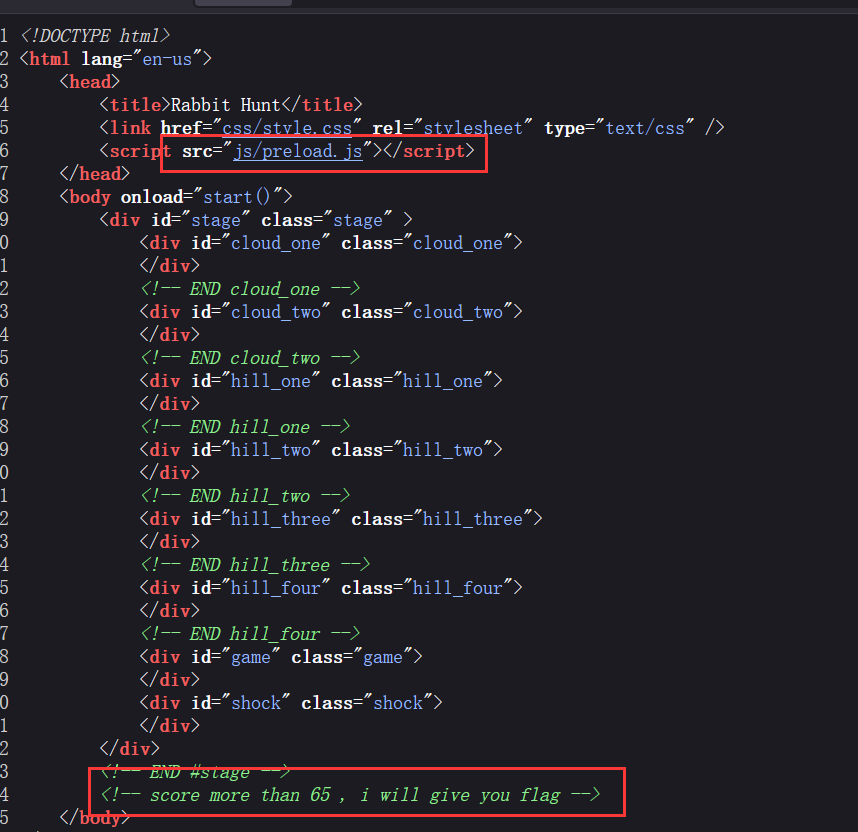 1 <!DOCTYPE html>
2 <html lang="en-us">
3 <head>
4 <title>Rabbit Hunt</title>
5 <link href="css/style.css" rel="stylesheet" type="text/css" />
6 <script src="js/preload.js"></script>
7 </head>
8 <body onload="start()">
9 <div id="stage" class="stage" >
0 <div id="cloud_one" class="cloud_one">
1 </div>
2 <!-- END cloud_one -->
3 <div id="cloud_two" class="cloud_two">
4 </div>
5 <!-- END cloud_two -->
6 <div id="hill_one" class="hill_one">
7 </div>
8 <!-- END hill_one -->
9 <div id="hill_two" class="hill_two">
0 </div>
1 <!-- END hill_two -->
2 <div id="hill_three" class="hill_three">
3 </div>
4 <!-- END hill_three -->
5 <div id="hill_four" class="hill_four">
6 </div>
7 <!-- END hill_four -->
8 <div id="game" class="game">
9 </div>
0 <div id="shock" class="shock">
1 </div>
2 </div>
3 <!-- END #stage -->
4 <!-- score more than 65 , i will give you flag -->
5 </body>